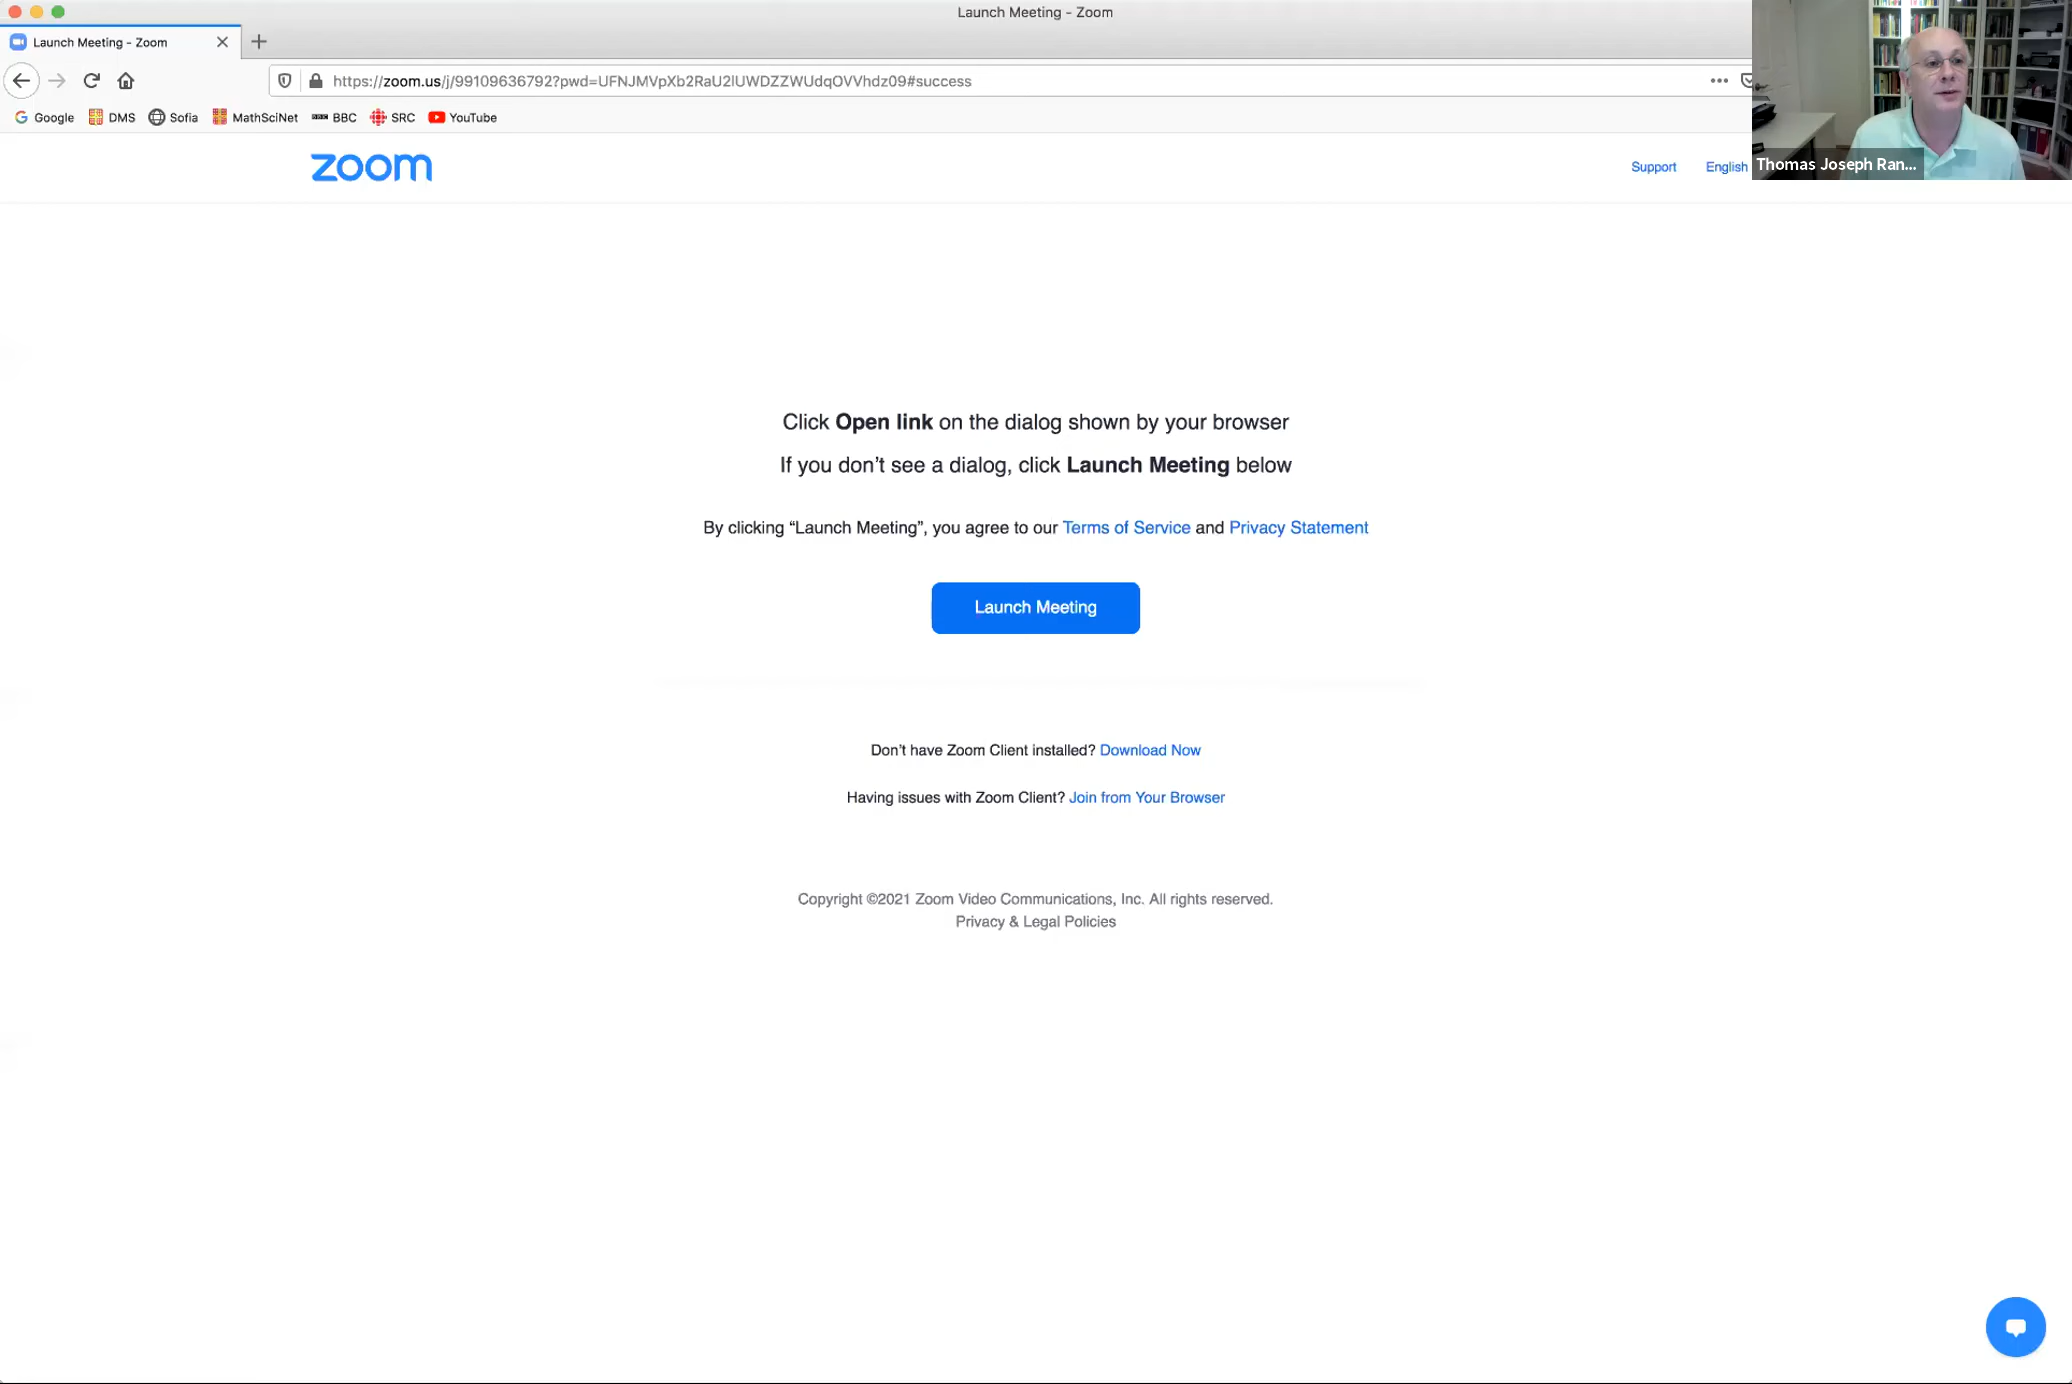 Launch Meeting - Zoom
Launch Meeting - Zoom
https://zoom.us/j/99109636792?pwd=UFNJMVpXb2RaU2lUWDZZWUdqOVVhdz09#success
Google DMS Sofia MathSciNet BBC SRC YouTube
zoom
Support English
Thomas Joseph Ran...
Click Open link on the dialog shown by your browser
If you don’t see a dialog, click Launch Meeting below
By clicking “Launch Meeting”, you agree to our Terms of Service and Privacy Statement
Launch Meeting
Don’t have Zoom Client installed? Download Now
Having issues with Zoom Client? Join from Your Browser
Copyright ©2021 Zoom Video Communications, Inc. All rights reserved.
Privacy & Legal Policies